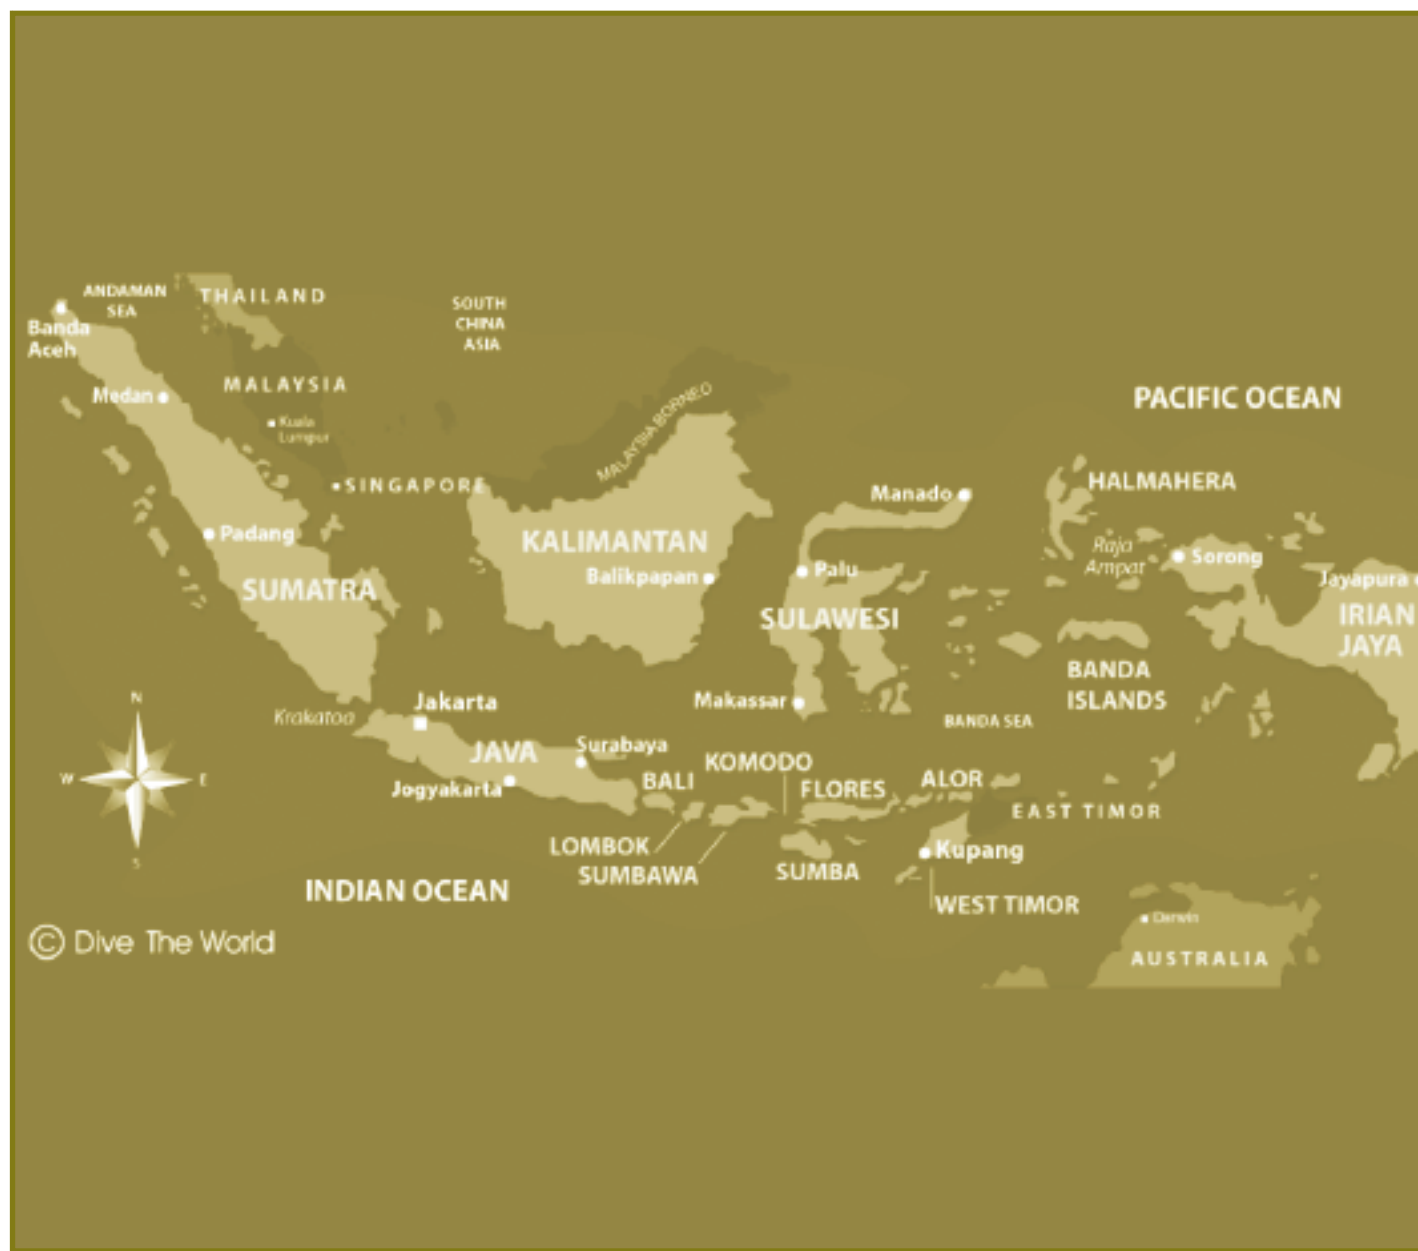 ANDAMAN
SEA
THAILAND
SOUTH
CHINA
ASIA
Banda
Aceh
MALAYSIA
Medan
Kuala
Lumpur
MALAYSIA BORNEO
PACIFIC OCEAN
SINGAPORE
Manado
HALMAHERA
Padang
KALIMANTAN
Raja
Ampat
Sorong
Balikpapan
Palu
Jayapura
SUMATRA
SULAWESI
IRIAN
JAYA
BANDA
ISLANDS
N
Krakatoa
Jakarta
Makassar
BANDA SEA
JAVA
Surabaya
KOMODO
W
E
Jogyakarta
BALI
FLORES
ALOR
EAST TIMOR
S
LOMBOK
SUMBAWA
SUMBA
Kupang
INDIAN OCEAN
WEST TIMOR
Darwin
AUSTRALIA
© Dive The World